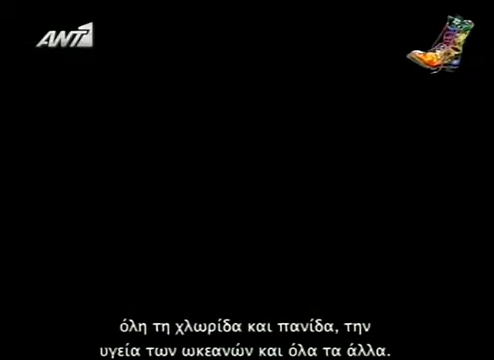 ANT1
όλη τη χλωρίδα και πανίδα, την
υγεία των ωκεανών και όλα τα άλλα.